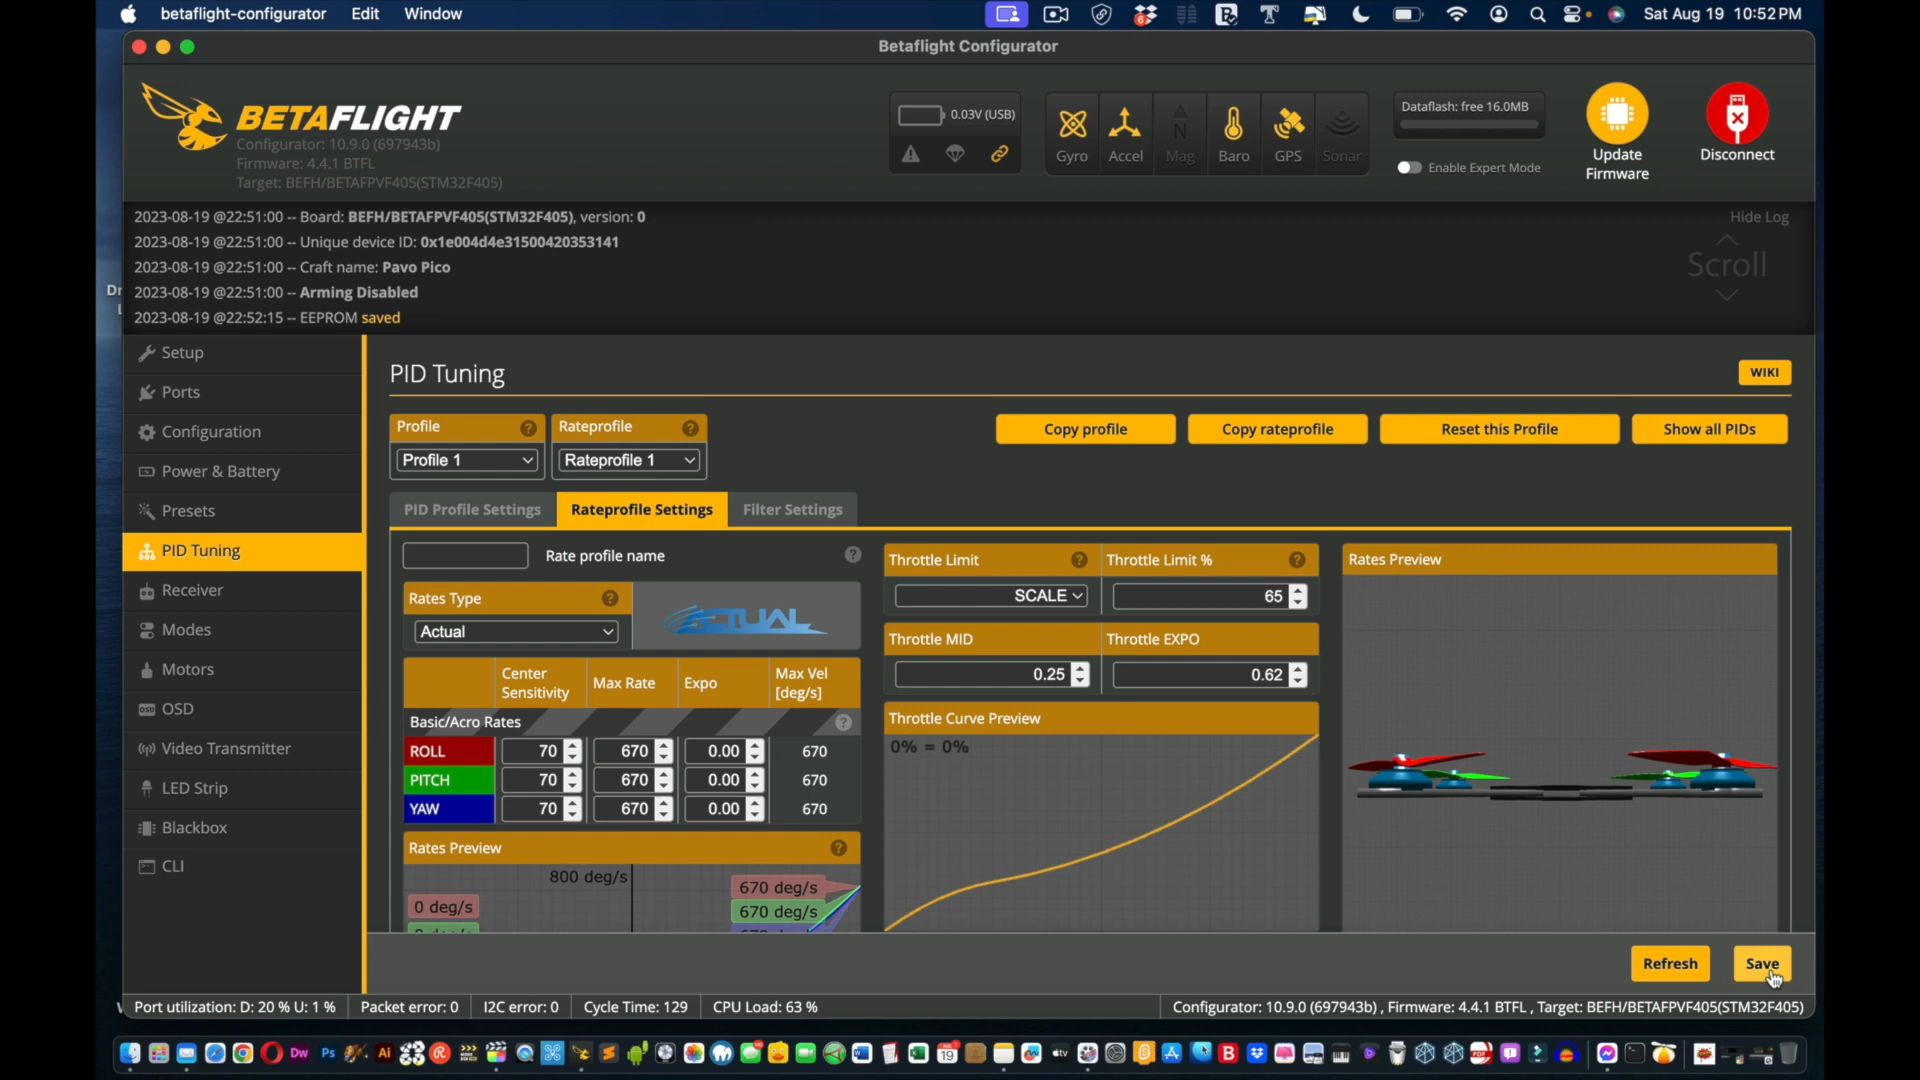 betaflight-configurator Edit Window Sat Aug 19 10:52 PM
Betaflight Configurator
BETAFLIGHT
Configurator: 10.9.0 (697943b)
Firmware: 4.4.1 BTFL
Target: BEFH/BETAFPVF405(STM32F405)
0.03V (USB)
Gyro Accel Mag Baro GPS Sonar
Dataflash: free 16.0MB
Enable Expert Mode
Update Firmware
Disconnect
2023-08-19 @22:51:00 -- Board: BEFH/BETAFPVF405(STM32F405), version: 0
2023-08-19 @22:51:00 -- Unique device ID: 0x1e004d4e31500420353141
2023-08-19 @22:51:00 -- Craft name: Pavo Pico
2023-08-19 @22:51:00 -- Arming Disabled
2023-08-19 @22:52:15 -- EEPROM saved
Hide Log
Scroll
Setup
Ports
Configuration
Power & Battery
Presets
PID Tuning
Receiver
Modes
Motors
OSD
Video Transmitter
LED Strip
Blackbox
CLI
PID Tuning
WIKI
Profile
Profile 1
Rateprofile
Rateprofile 1
Copy profile
Copy rateprofile
Reset this Profile
Show all PIDs
PID Profile Settings
Rateprofile Settings
Filter Settings
Rate profile name
Rates Type
Actual
ACTUAL
Center Sensitivity Max Rate Expo Max Vel [deg/s]
Basic/Acro Rates
ROLL 70 670 0.00 670
PITCH 70 670 0.00 670
YAW 70 670 0.00 670
Rates Preview
800 deg/s
0 deg/s
670 deg/s
670 deg/s
Throttle Limit
SCALE
Throttle Limit %
65
Throttle MID
0.25
Throttle EXPO
0.62
Throttle Curve Preview
0% = 0%
Rates Preview
Refresh
Save
Port utilization: D: 20 % U: 1 % Packet error: 0 I2C error: 0 Cycle Time: 129 CPU Load: 63 %
Configurator: 10.9.0 (697943b) , Firmware: 4.4.1 BTFL , Target: BEFH/BETAFPVF405(STM32F405)